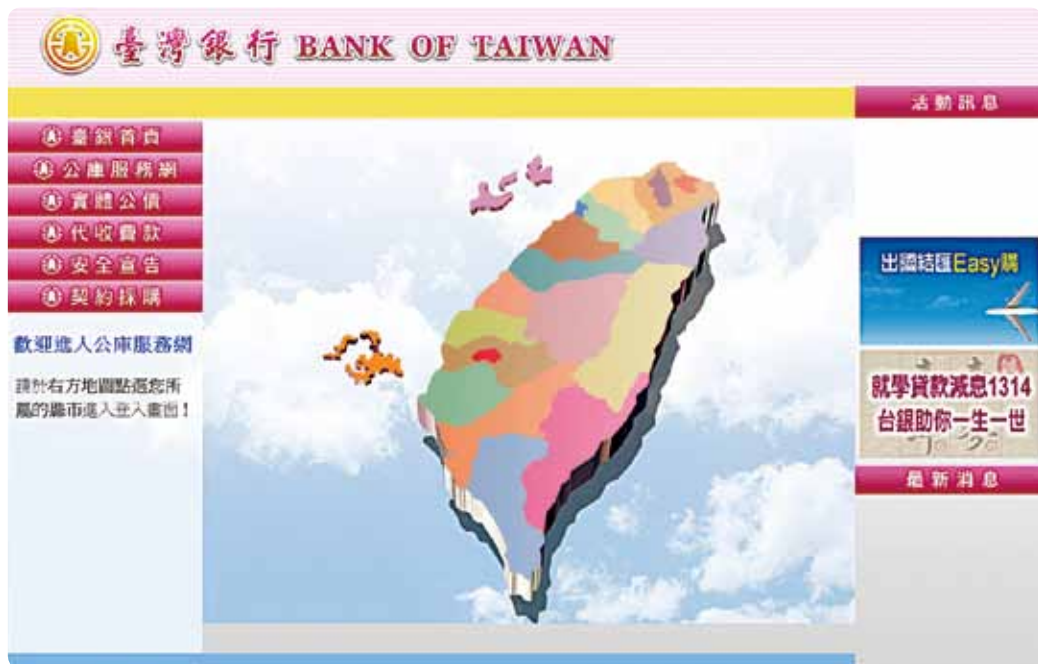 臺灣銀行 BANK OF TAIWAN
活動訊息
臺銀首頁
公庫服務網
實體公債
代收費款
安全宣告
契約採購
歡迎進入公庫服務網
請於右方地圖點選您所
屬的縣市進入登入畫面!
出國結匯Easy購
就學貸款減息1314
台銀助你一生一世
最新消息